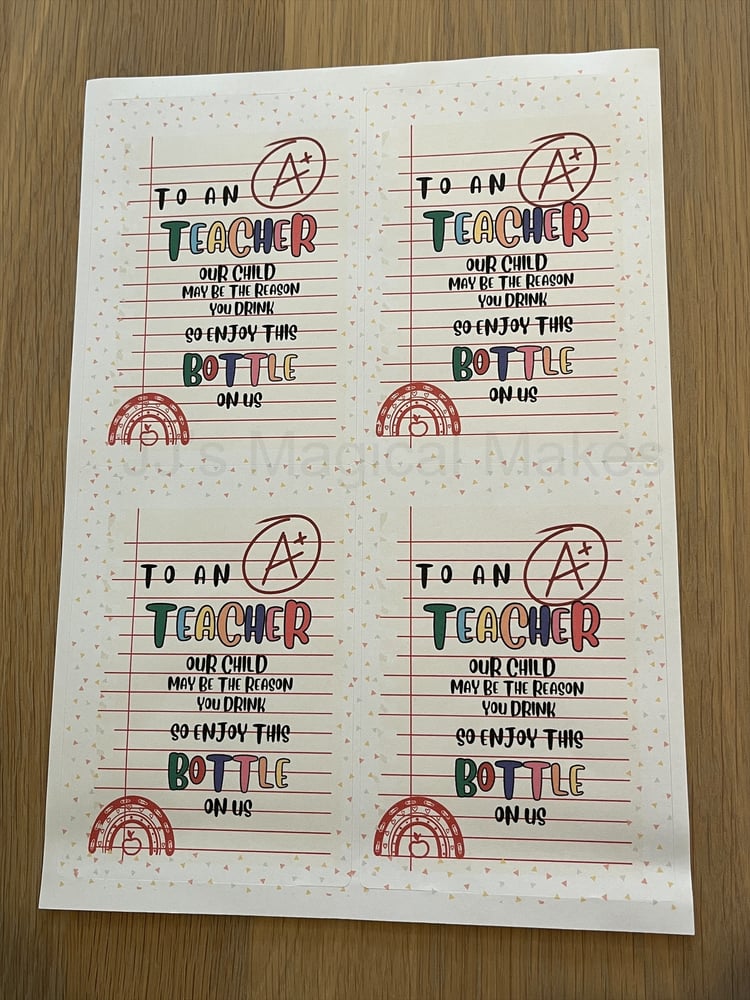 TO AN A+
TEACHER
OUR CHILD
MAY BE THE REASON
YOU DRINK
SO ENJOY THIS
BOTTLE
ON US
TO AN A+
TEACHER
OUR CHILD
MAY BE THE REASON
YOU DRINK
SO ENJOY THIS
BOTTLE
ON US
JJ's Magical Makes
TO AN A+
TEACHER
OUR CHILD
MAY BE THE REASON
YOU DRINK
SO ENJOY THIS
BOTTLE
ON US
TO AN A+
TEACHER
OUR CHILD
MAY BE THE REASON
YOU DRINK
SO ENJOY THIS
BOTTLE
ON US